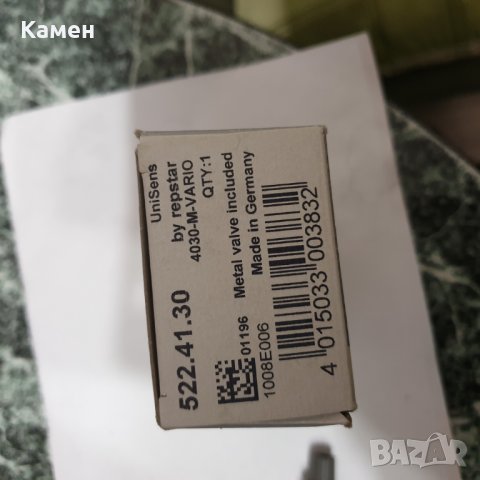 Камен
UniSens
by repstar
4030-M-VARIO
QTY:1
522.41.30
01196
Metal valve included
Made in Germany
1008E006
4 015033 003832
BAZAR